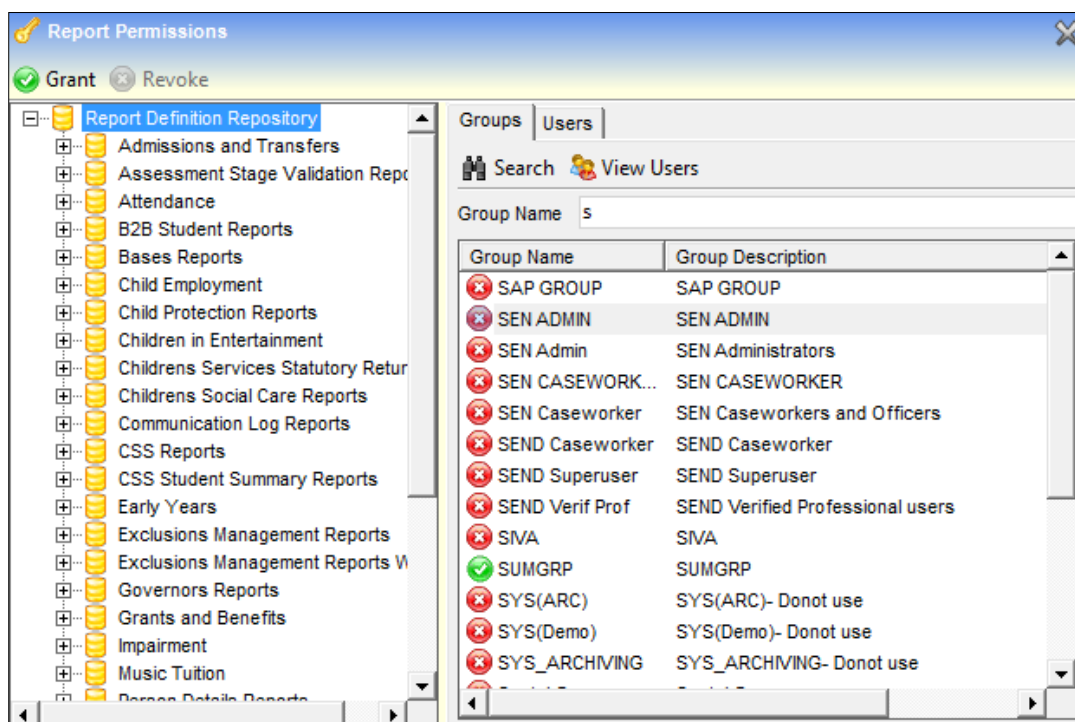 Report Permissions
Grant Revoke
Report Definition Repository
Admissions and Transfers
Assessment Stage Validation Repo
Attendance
B2B Student Reports
Bases Reports
Child Employment
Child Protection Reports
Children in Entertainment
Childrens Services Statutory Retur
Childrens Social Care Reports
Communication Log Reports
CSS Reports
CSS Student Summary Reports
Early Years
Exclusions Management Reports
Exclusions Management Reports W
Governors Reports
Grants and Benefits
Impairment
Music Tuition
Person Details Reports
Groups Users
Search View Users
Group Name s
Group Name Group Description
SAP GROUP SAP GROUP
SEN ADMIN SEN ADMIN
SEN Admin SEN Administrators
SEN CASEWORK... SEN CASEWORKER
SEN Caseworker SEN Caseworkers and Officers
SEND Caseworker SEND Caseworker
SEND Superuser SEND Superuser
SEND Verif Prof SEND Verified Professional users
SIVA SIVA
SUMGRP SUMGRP
SYS(ARC) SYS(ARC)- Donot use
SYS(Demo) SYS(Demo)- Donot use
SYS_ARCHIVING SYS_ARCHIVING- Donot use